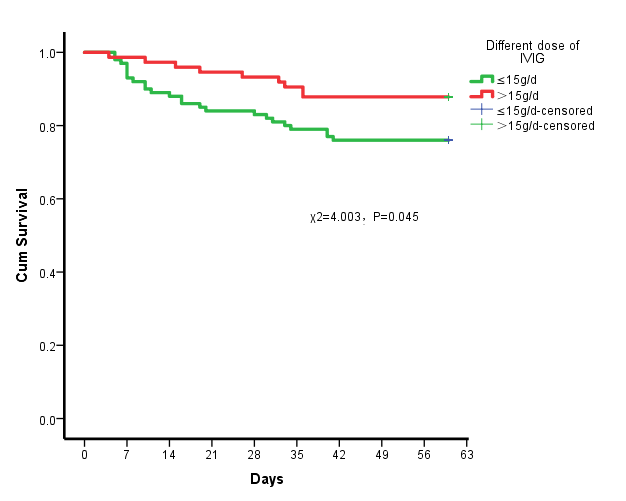 Different dose of
IVIG
≤15g/d
＞15g/d
≤15g/d-censored
＞15g/d-censored
1.0
0.8
0.6
0.4
0.2
0.0
Cum Survival
χ2=4.003，P=0.045
0 7 14 21 28 35 42 49 56 63
Days